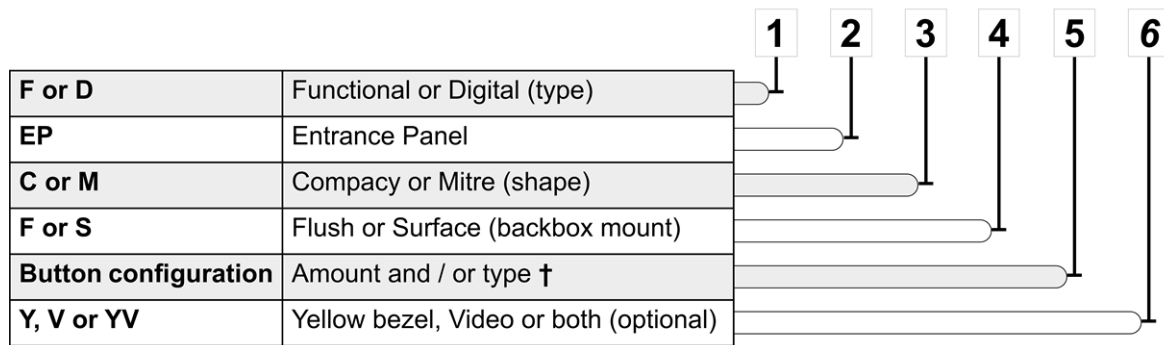 1 2 3 4 5 6
F or D Functional or Digital (type)
EP Entrance Panel
C or M Compacy or Mitre (shape)
F or S Flush or Surface (backbox mount)
Button configuration Amount and / or type †
Y, V or YV Yellow bezel, Video or both (optional)